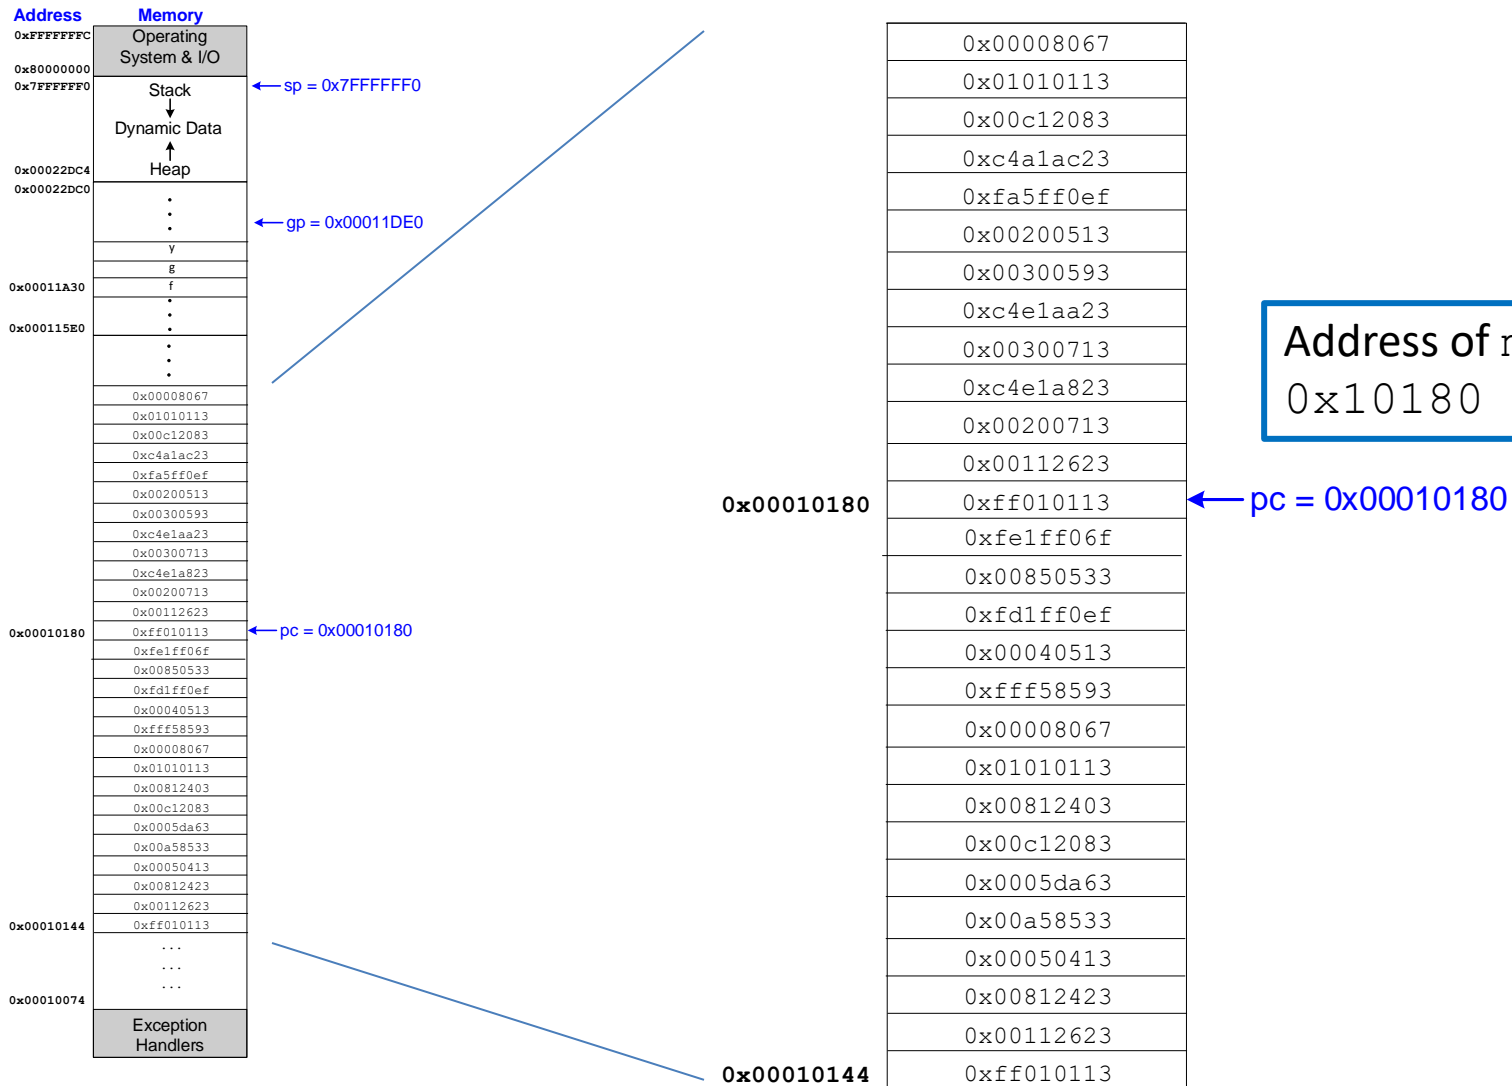 Address Memory
0xFFFFFFFC Operating
System & I/O
0x80000000
0x7FFFFFF0 Stack sp = 0x7FFFFFF0
Dynamic Data
0x00022DC4 Heap
0x00022DC0
gp = 0x00011DE0
y
g
0x00011A30 f
0x000115E0
0x00008067
0x01010113
0x00c12083
0xc4a1ac23
0xfa5ff0ef
0x00200513
0x00300593
0xc4e1aa23
0x00300713
0xc4e1a823
0x00200713
0x00112623
0x00010180 0xff010113 pc = 0x00010180
0xfe1ff06f
0x00850533
0xfd1ff0ef
0x00040513
0xfff58593
0x00008067
0x01010113
0x00812403
0x00c12083
0x0005da63
0x00a58533
0x00050413
0x00812423
0x00112623
0x00010144 0xff010113
...
...
...
0x00010074
Exception
Handlers
0x00008067
0x01010113
0x00c12083
0xc4a1ac23
0xfa5ff0ef
0x00200513
0x00300593
0xc4e1aa23
0x00300713
0xc4e1a823
0x00200713
0x00112623
0x00010180 0xff010113 pc = 0x00010180
0xfe1ff06f
0x00850533
0xfd1ff0ef
0x00040513
0xfff58593
0x00008067
0x01010113
0x00812403
0x00c12083
0x0005da63
0x00a58533
0x00050413
0x00812423
0x00112623
0x00010144 0xff010113
Address of
0x10180